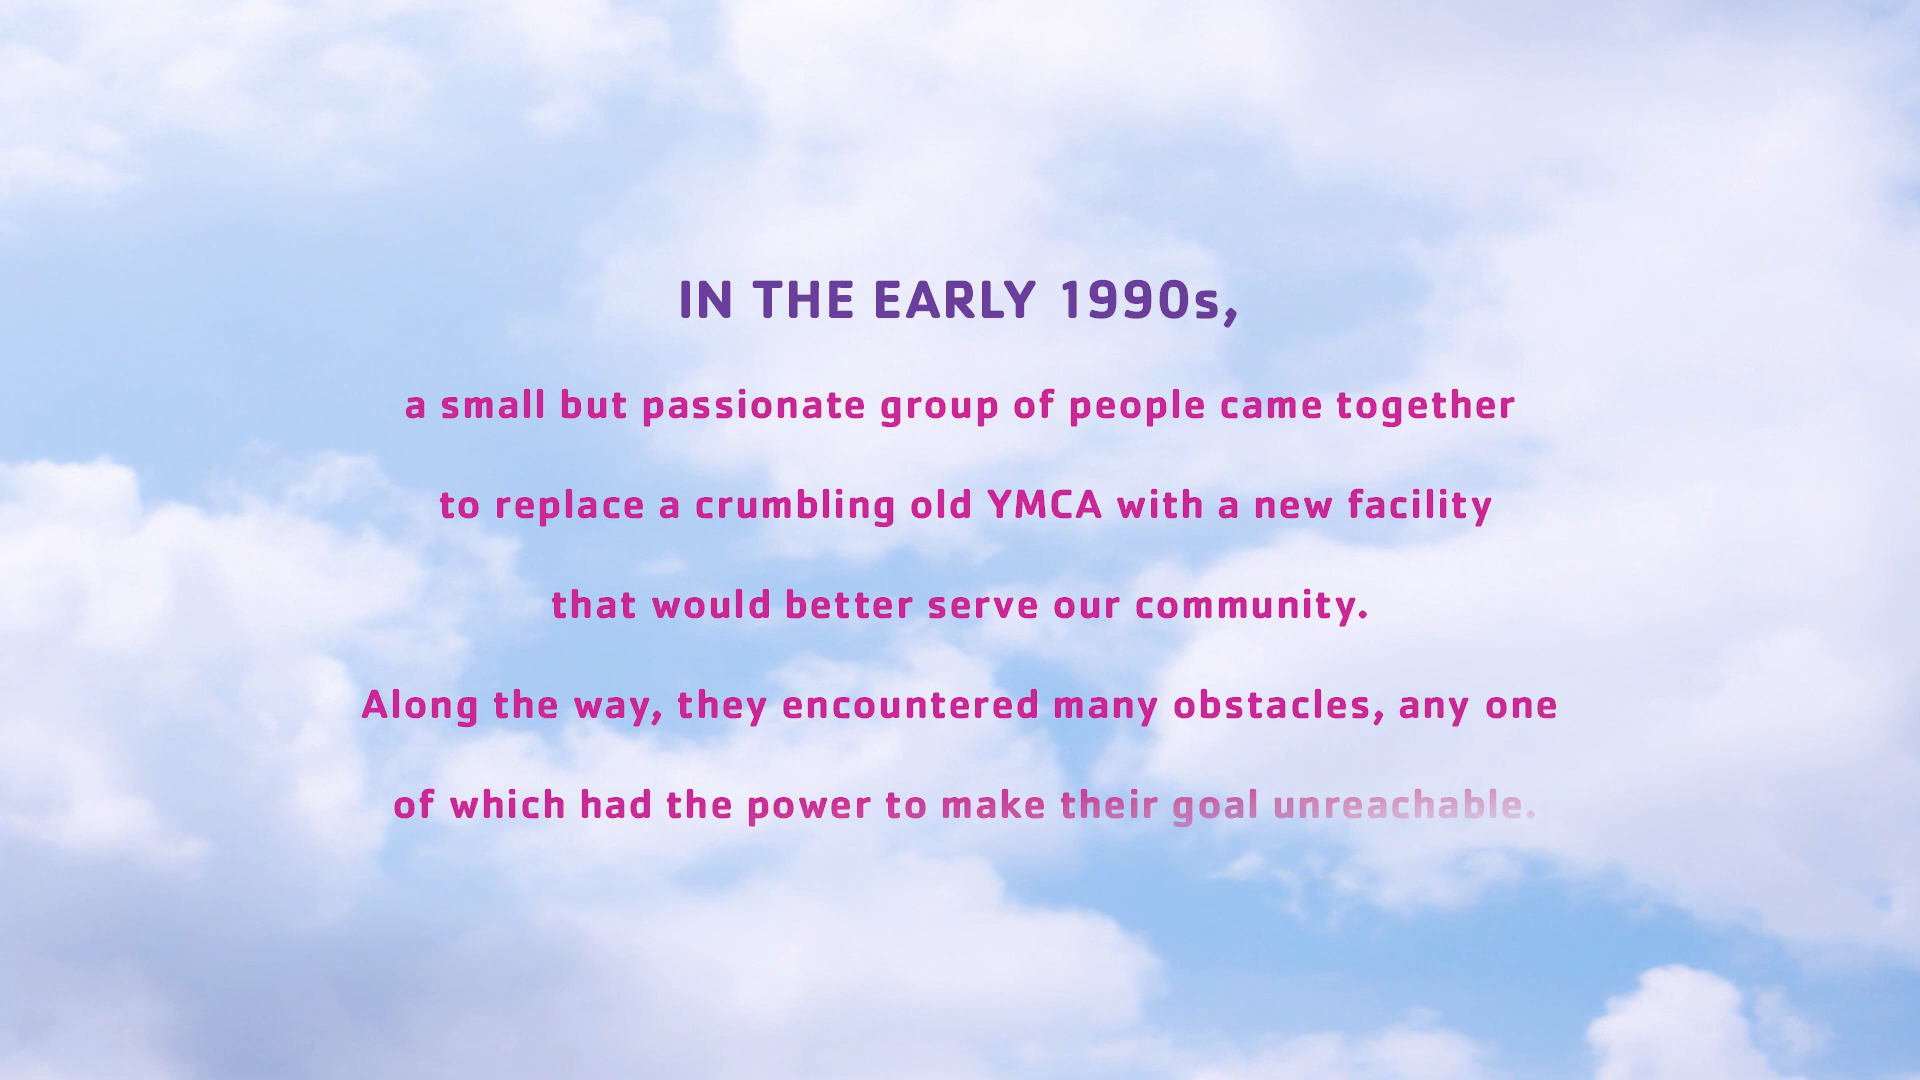 IN THE EARLY 1990s,
a small but passionate group of people came together
to replace a crumbling old YMCA with a new facility
that would better serve our community.
Along the way, they encountered many obstacles, any one
of which had the power to make their goal unreachable.